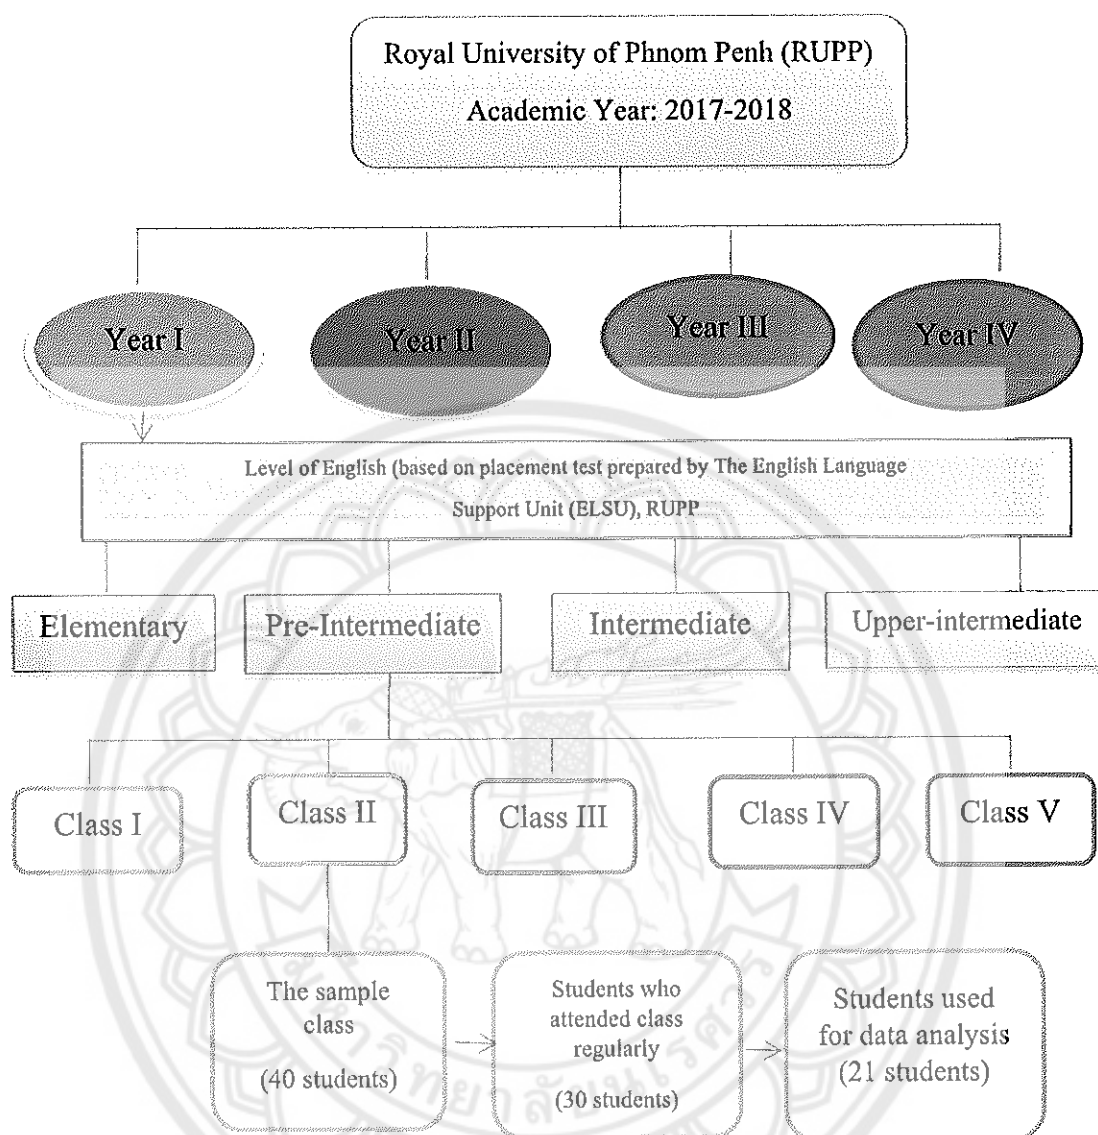 Royal University of Phnom Penh (RUPP)
Academic Year: 2017-2018
Year I
Year II
Year III
Year IV
Level of English (based on placement test prepared by The English Language
Support Unit (ELSU), RUPP
Elementary
Pre-Intermediate
Intermediate
Upper-intermediate
Class I
Class II
Class III
Class IV
Class V
The sample
class
(40 students)
Students who
attended class
regularly
(30 students)
Students used
for data analysis
(21 students)